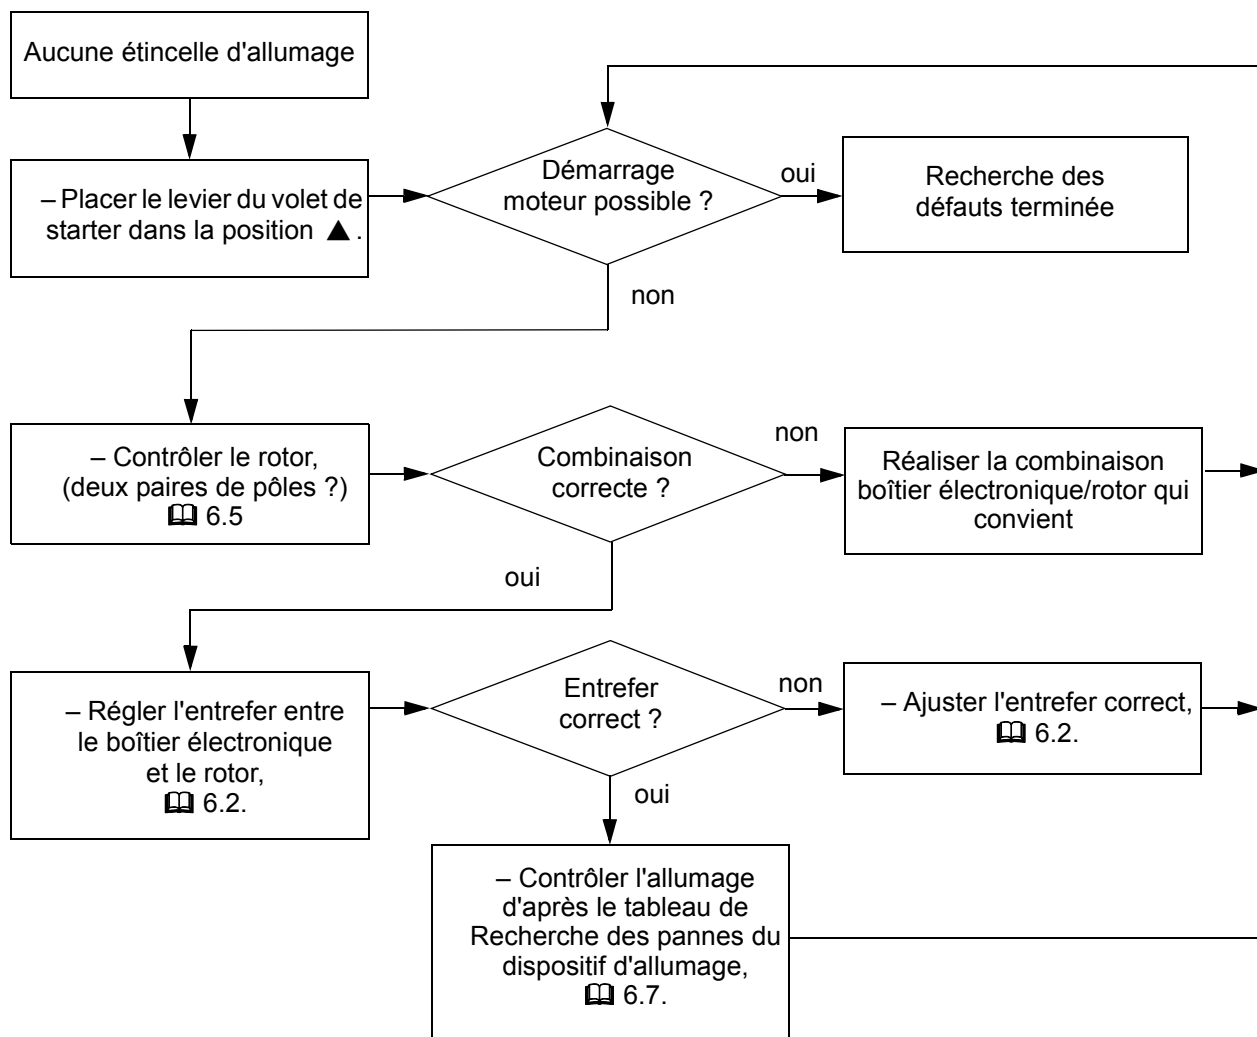 Aucune étincelle d'allumage
– Placer le levier du volet de
starter dans la position ▲.
Démarrage
moteur possible ?
oui
Recherche des
défauts terminée
non
– Contrôler le rotor,
(deux paires de pôles ?)
🕮 6.5
Combinaison
correcte ?
non
Réaliser la combinaison
boîtier électronique/rotor qui
convient
oui
– Régler l'entrefer entre
le boîtier électronique
et le rotor,
🕮 6.2.
Entrefer
correct ?
non
– Ajuster l'entrefer correct,
🕮 6.2.
oui
– Contrôler l'allumage
d'après le tableau de
Recherche des pannes du
dispositif d'allumage,
🕮 6.7.